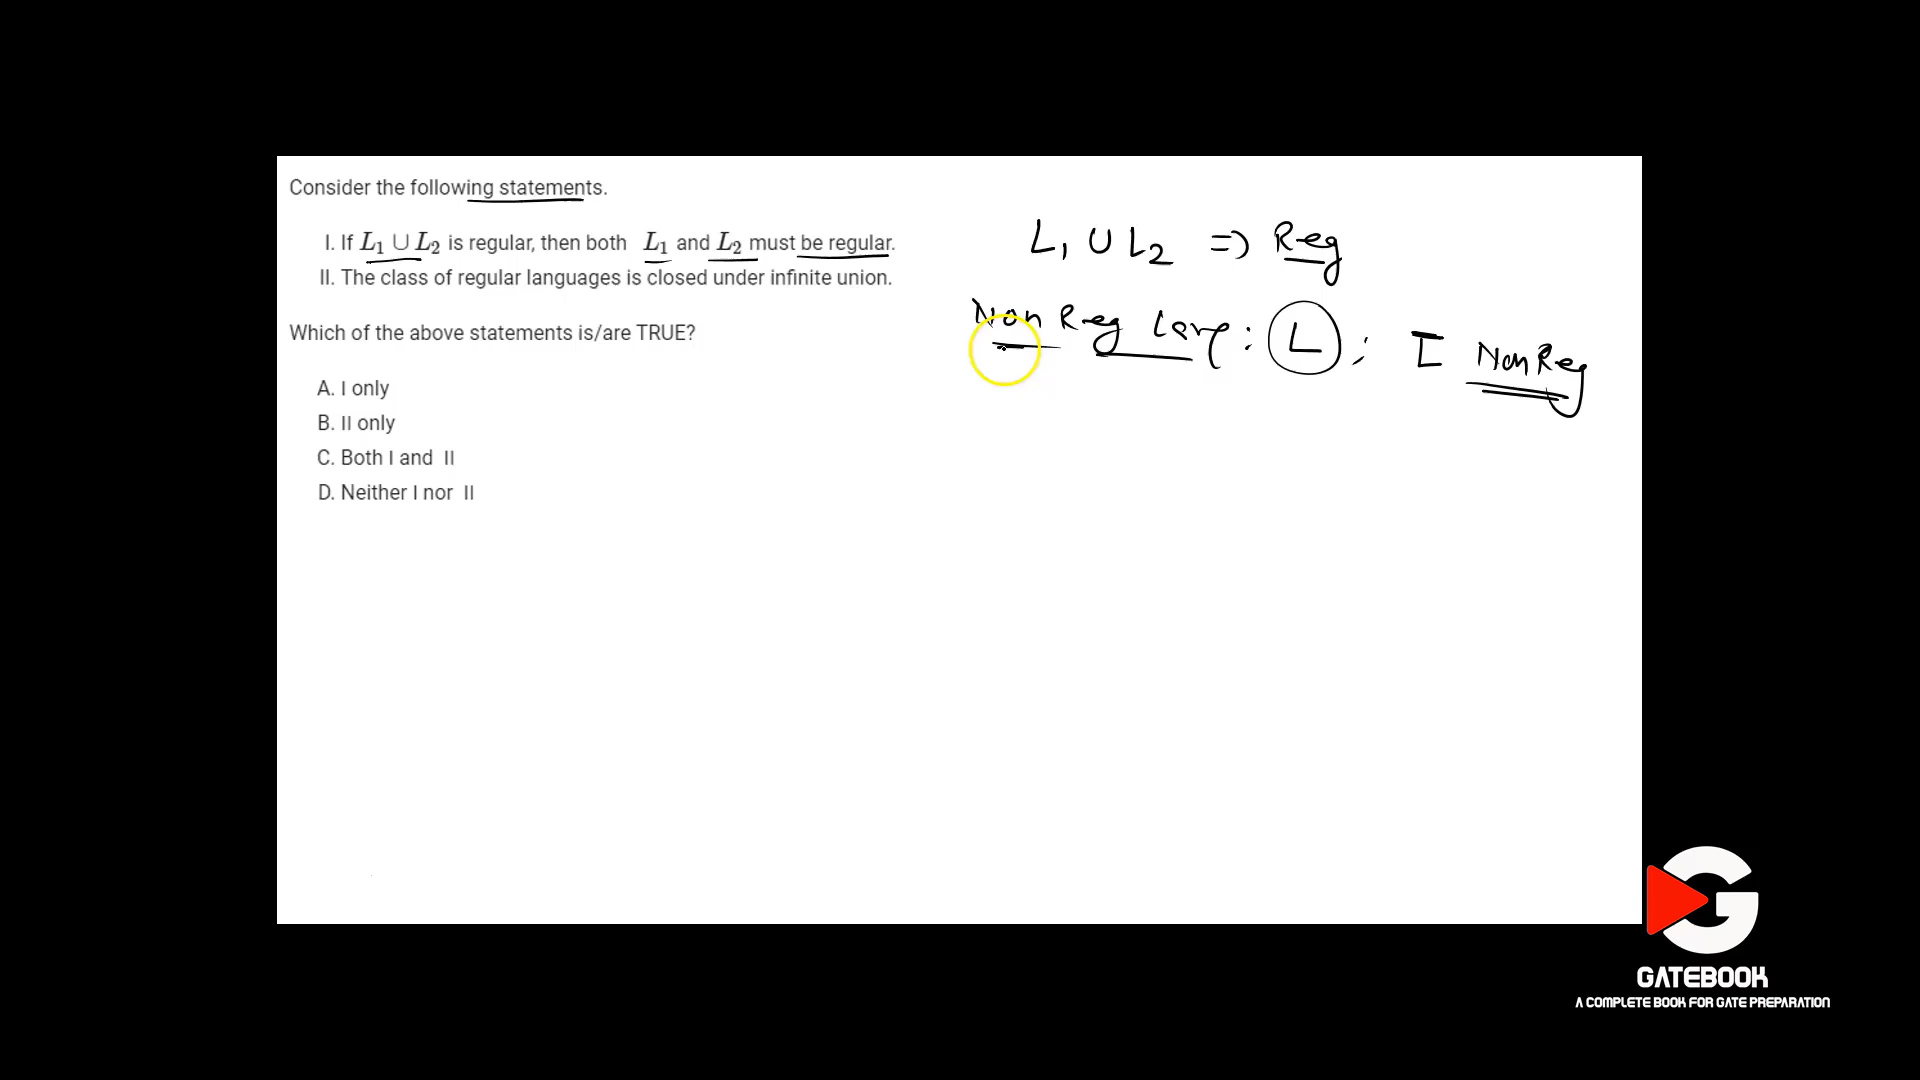 Consider the following statements.
I. If L₁ ∪ L₂ is regular, then both L₁ and L₂ must be regular.
II. The class of regular languages is closed under infinite union.
Which of the above statements is/are TRUE?
A. I only
B. II only
C. Both I and II
D. Neither I nor II
L₁ ∪ L₂ ⇒ Reg
Non Reg Lang : L ; L̅ Non Reg
GATEBOOK
A COMPLETE BOOK FOR GATE PREPARATION